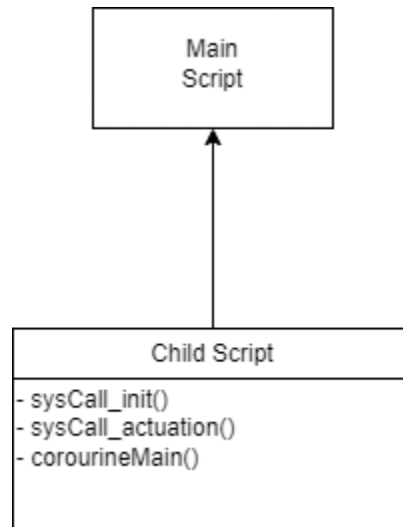 Main
Script
Child Script
- sysCall_init()
- sysCall_actuation()
- corourineMain()